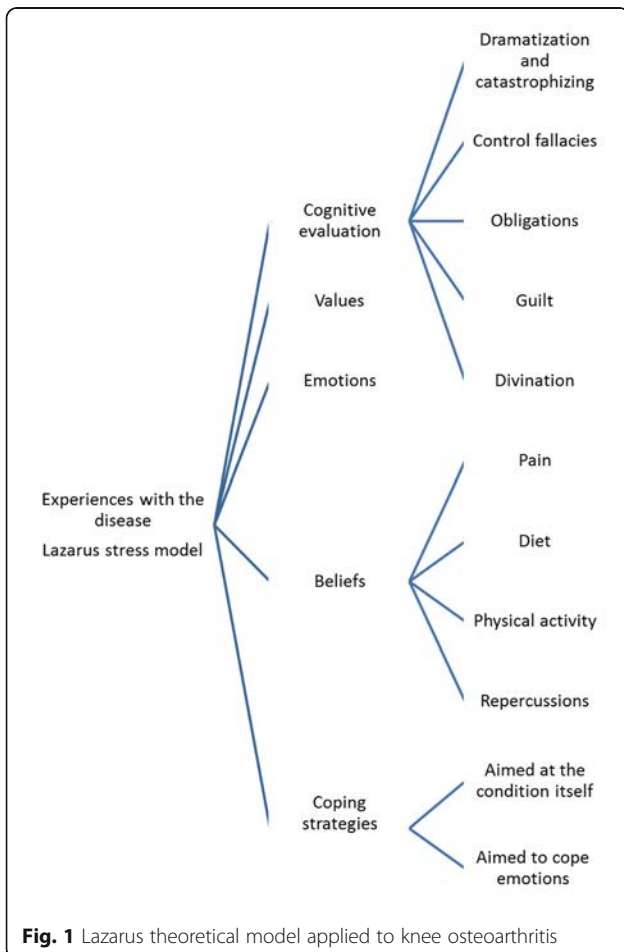 Dramatization
and
catastrophizing
Control fallacies
Cognitive
evaluation
Obligations
Values
Guilt
Emotions
Divination
Pain
Experiences with the
disease
Lazarus stress model
Diet
Beliefs
Physical activity
Repercussions
Aimed at the
condition itself
Coping
strategies
Aimed to cope
emotions
Fig. 1 Lazarus theoretical model applied to knee osteoarthritis